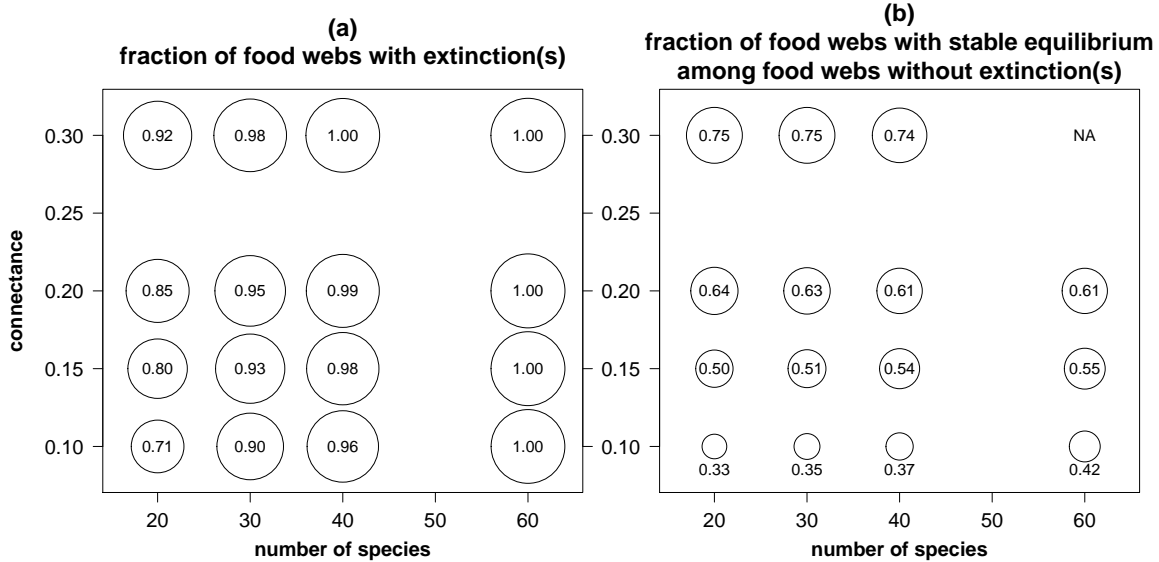 (a)
fraction of food webs with extinction(s)
connectance
0.30
0.25
0.20
0.15
0.10
0.92 0.98 1.00 1.00
0.85 0.95 0.99 1.00
0.80 0.93 0.98 1.00
0.71 0.90 0.96 1.00
20 30 40 50 60
number of species
(b)
fraction of food webs with stable equilibrium
among food webs without extinction(s)
0.30
0.25
0.20
0.15
0.10
0.75 0.75 0.74 NA
0.64 0.63 0.61 0.61
0.50 0.51 0.54 0.55
0.33 0.35 0.37 0.42
20 30 40 50 60
number of species